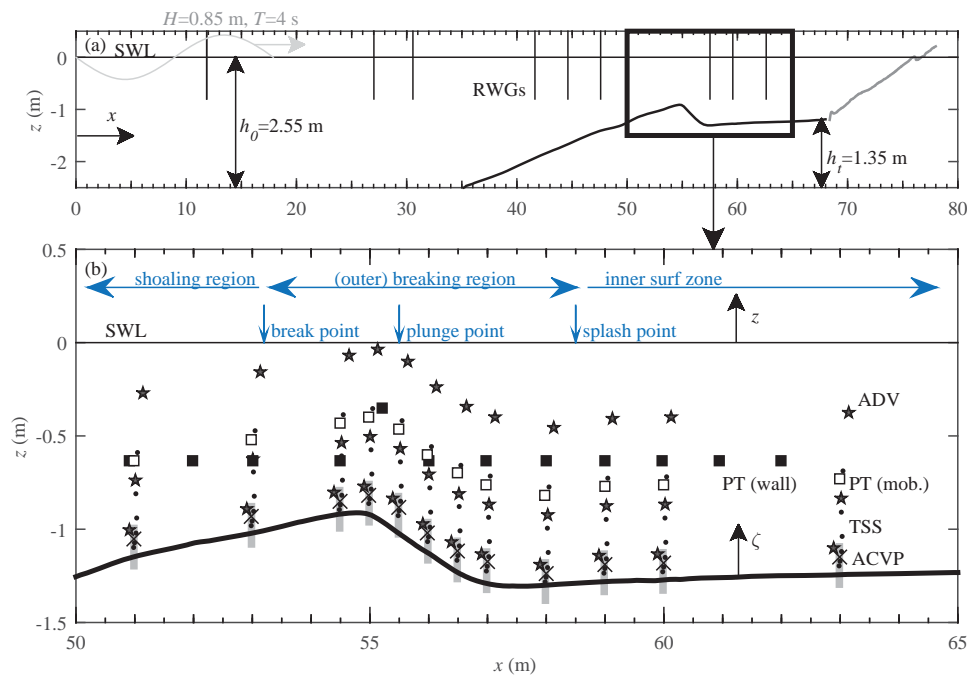 H=0.85 m, T=4 s
(a)
SWL
0
RWGs
-1
z (m)
x
h0=2.55 m
ht=1.35 m
-2
0 10 20 30 40 50 60 70 80
0.5
(b)
shoaling region (outer) breaking region inner surf zone
break point plunge point splash point
z
SWL
0
ADV
-0.5
z (m)
PT (wall) PT (mob.)
TSS
-1
ζ
ACVP
-1.5
50 55 60 65
x (m)